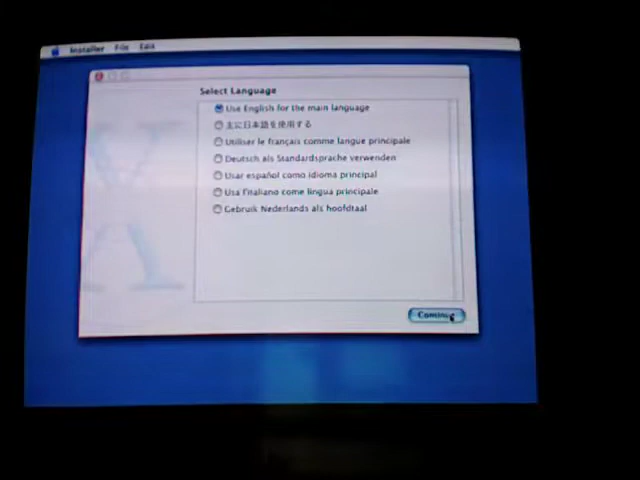 Installer File Edit
Select Language
Use English for the main language
主に日本語を使用する
Utiliser le français comme langue principale
Deutsch als Standardsprache verwenden
Usar español como idioma principal
Usa l'italiano come lingua principale
Gebruik Nederlands als hoofdtaal
Continue